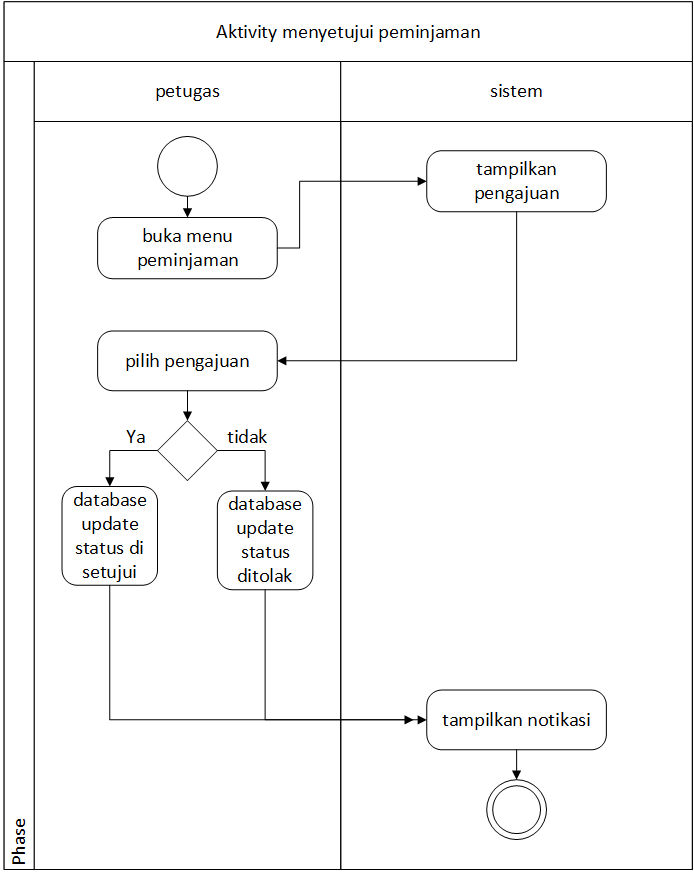 Aktivity menyetujui peminjaman
petugas
sistem
tampilkan
pengajuan
buka menu
peminjaman
pilih pengajuan
Ya
tidak
database
update
status di
setujui
database
update
status
ditolak
tampilkan notikasi
Phase